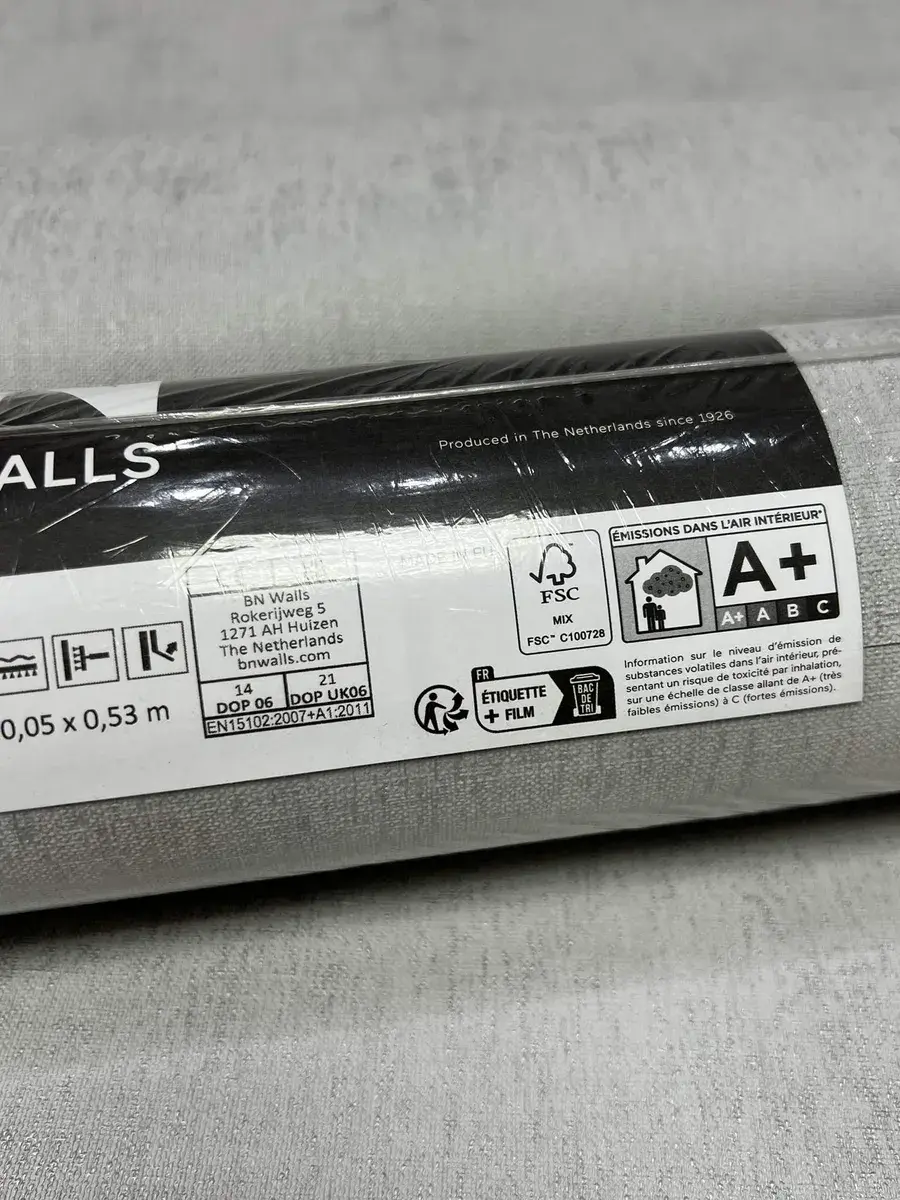 ALLS
Produced in The Netherlands since 1926
MADE IN EU
BN Walls
Rokerijweg 5
1271 AH Huizen
The Netherlands
bnwalls.com
14
DOP 06
21
DOP UK06
EN15102:2007+A1:2011
0,05 x 0,53 m
FSC™
MIX
FSC™ C100728
FR
ÉTIQUETTE
+ FILM
BAC
DE
TRI
ÉMISSIONS DANS L'AIR INTÉRIEUR*
A+
A+ A B C
Information sur le niveau d'émission de
substances volatiles dans l'air intérieur, pré-
sentant un risque de toxicité par inhalation,
sur une échelle de classe allant de A+ (très
faibles émissions) à C (fortes émissions).